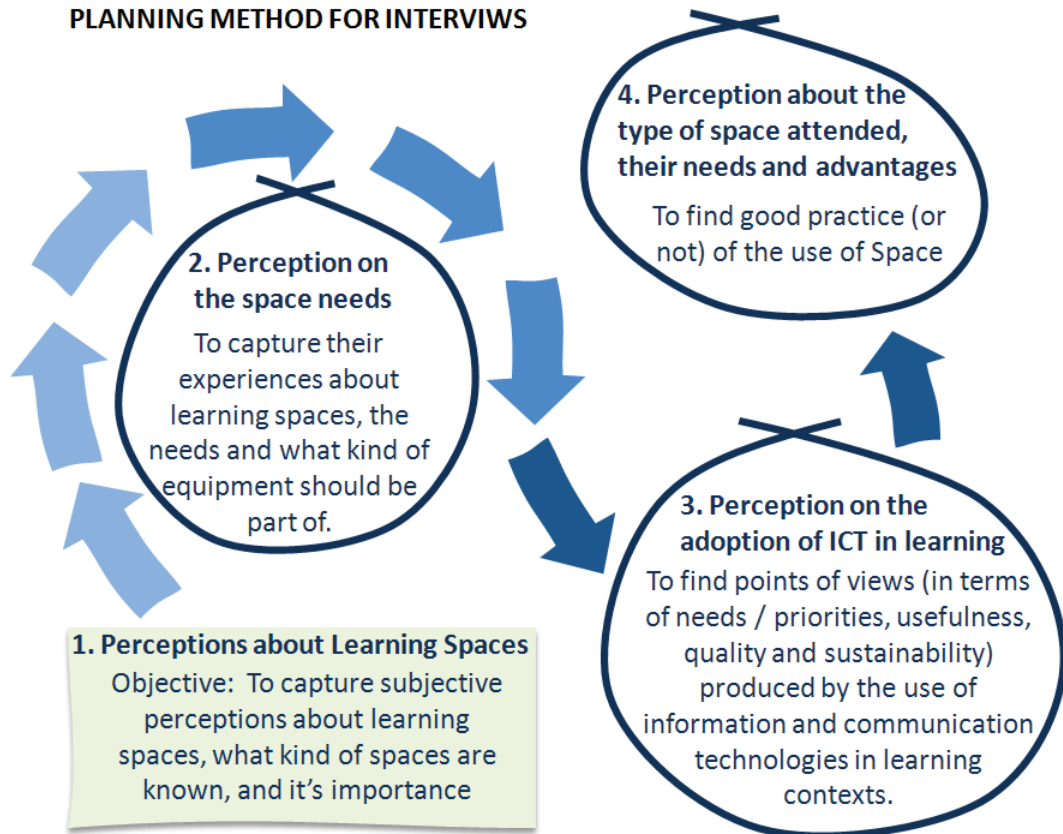 PLANNING METHOD FOR INTERVIWS
1. Perceptions about Learning Spaces
Objective: To capture subjective
perceptions about learning
spaces, what kind of spaces are
known, and it's importance
2. Perception on
the space needs
To capture their
experiences about
learning spaces, the
needs and what kind of
equipment should be
part of.
3. Perception on the
adoption of ICT in learning
To find points of views (in terms
of needs / priorities, usefulness,
quality and sustainability)
produced by the use of
information and communication
technologies in learning
contexts.
4. Perception about the
type of space attended,
their needs and advantages
To find good practice (or
not) of the use of Space